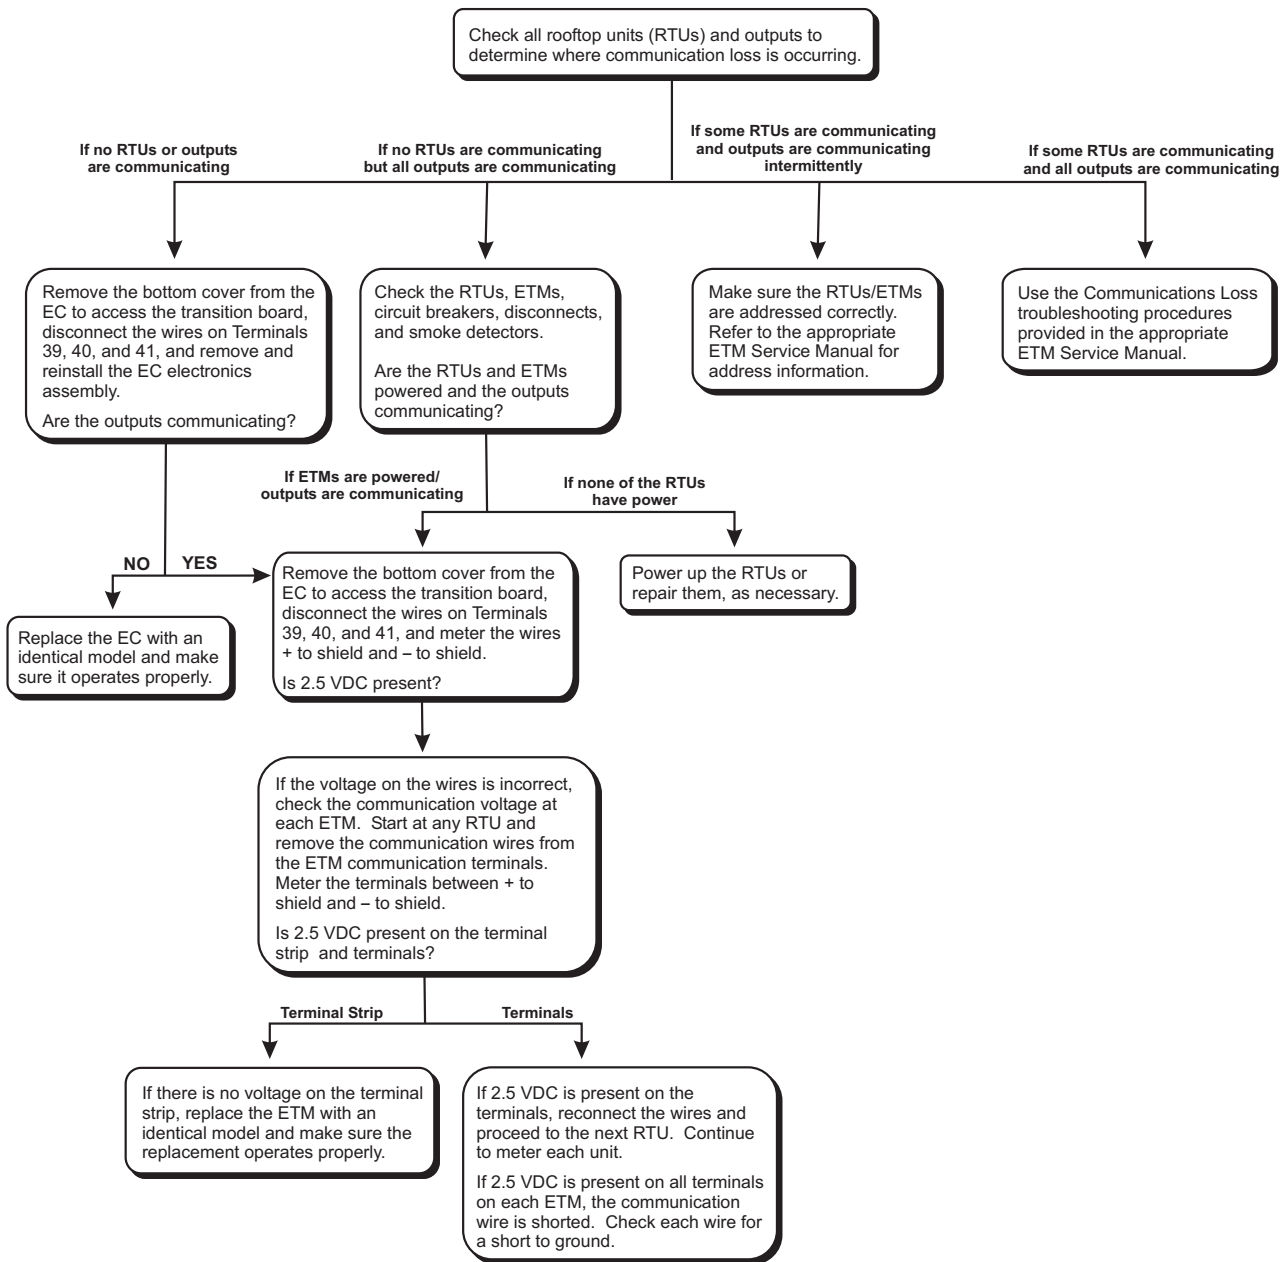 Check all rooftop units (RTUs) and outputs to
determine where communication loss is occurring.
If no RTUs or outputs
are communicating
If no RTUs are communicating
but all outputs are communicating
If some RTUs are communicating
and outputs are communicating
intermittently
If some RTUs are communicating
and all outputs are communicating
Remove the bottom cover from the
EC to access the transition board,
disconnect the wires on Terminals
39, 40, and 41, and remove and
reinstall the EC electronics
assembly.
Are the outputs communicating?
Check the RTUs, ETMs,
circuit breakers, disconnects,
and smoke detectors.
Are the RTUs and ETMs
powered and the outputs
communicating?
Make sure the RTUs/ETMs
are addressed correctly.
Refer to the appropriate
ETM Service Manual for
address information.
Use the Communications Loss
troubleshooting procedures
provided in the appropriate
ETM Service Manual.
If ETMs are powered/
outputs are communicating
If none of the RTUs
have power
NO
YES
Replace the EC with an
identical model and make
sure it operates properly.
Remove the bottom cover from the
EC to access the transition board,
disconnect the wires on Terminals
39, 40, and 41, and meter the wires
+ to shield and – to shield.
Is 2.5 VDC present?
Power up the RTUs or
repair them, as necessary.
If the voltage on the wires is incorrect,
check the communication voltage at
each ETM.  Start at any RTU and
remove the communication wires from
the ETM communication terminals.
Meter the terminals between + to
shield and – to shield.
Is 2.5 VDC present on the terminal
strip  and terminals?
Terminal Strip
Terminals
If there is no voltage on the terminal
strip, replace the ETM with an
identical model and make sure the
replacement operates properly.
If 2.5 VDC is present on the
terminals, reconnect the wires and
proceed to the next RTU.  Continue
to meter each unit.
If 2.5 VDC is present on all terminals
on each ETM, the communication
wire is shorted.  Check each wire for
a short to ground.